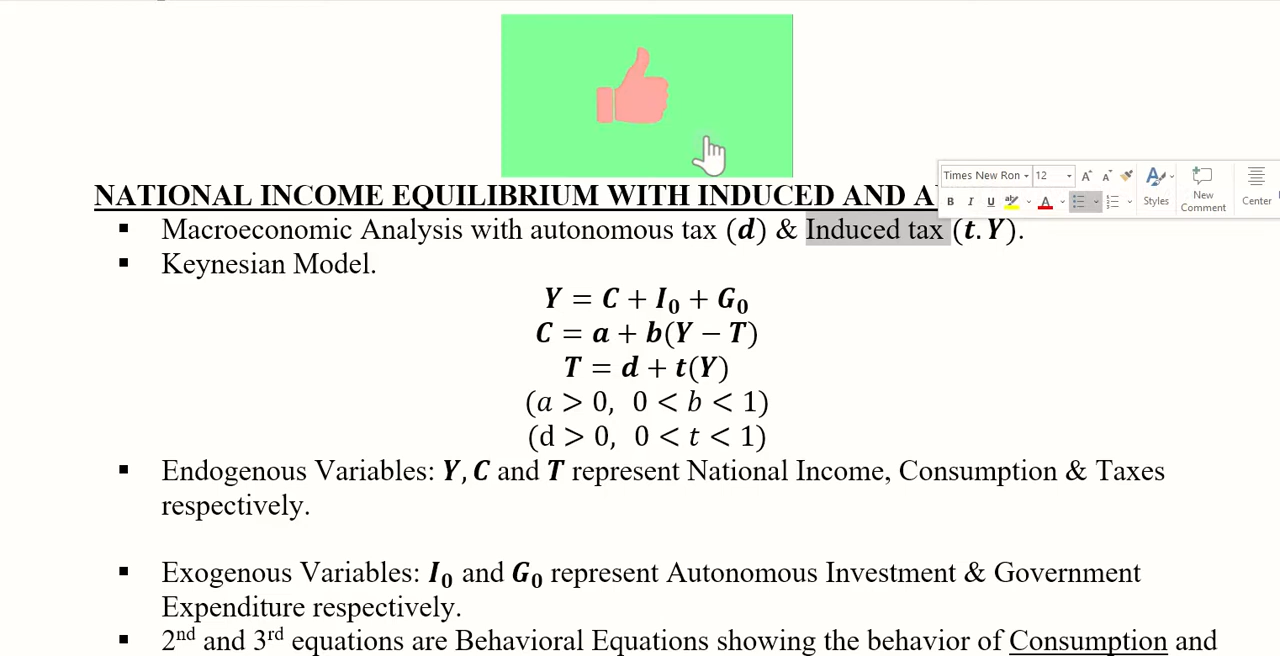 NATIONAL INCOME EQUILIBRIUM WITH INDUCED AND
Times New Ron 12
B I U Styles New Comment Center
▪ Macroeconomic Analysis with autonomous tax (d) & Induced tax (t.Y).
▪ Keynesian Model.
Y = C + I₀ + G₀
C = a + b(Y − T)
T = d + t(Y)
(a > 0, 0 < b < 1)
(d > 0, 0 < t < 1)
▪ Endogenous Variables: Y, C and T represent National Income, Consumption & Taxes
respectively.
▪ Exogenous Variables: I₀ and G₀ represent Autonomous Investment & Government
Expenditure respectively.
▪ 2nd and 3rd equations are Behavioral Equations showing the behavior of Consumption and